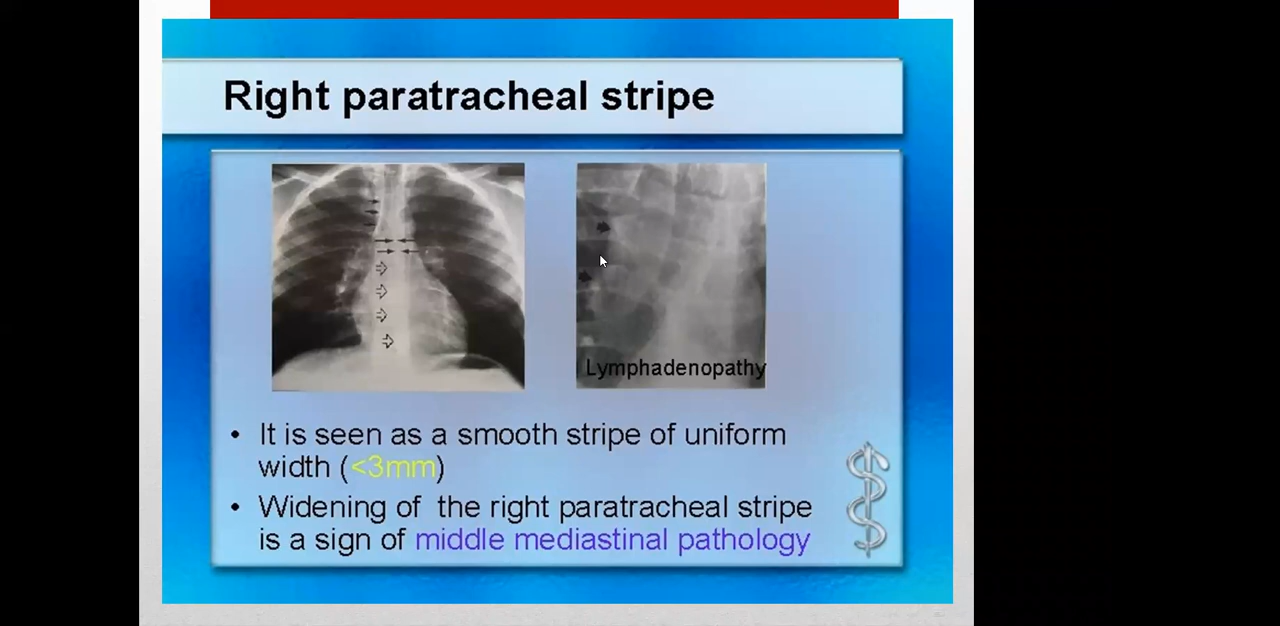 Right paratracheal stripe
Lymphadenopathy
• It is seen as a smooth stripe of uniform
width (<3mm)
• Widening of the right paratracheal stripe
is a sign of middle mediastinal pathology